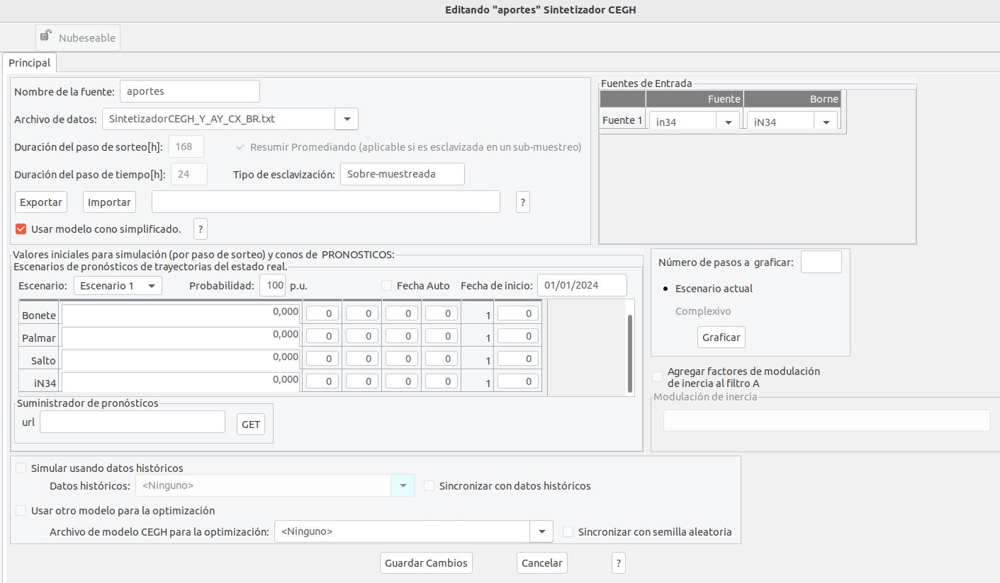 Editando "aportes" Sintetizador CEGH
Nubeseable
Principal
Nombre de la fuente: aportes
Archivo de datos: SintetizadorCEGH_Y_AY_CX_BR.txt
Duración del paso de sorteo[h]: 168 Resumir Promediando (aplicable si es esclavizada en un sub-muestreo)
Duración del paso de tiempo[h]: 24 Tipo de esclavización: Sobre-muestreada
Exportar Importar ?
Usar modelo cono simplificado. ?
Fuentes de Entrada
Fuente Borne
Fuente 1 in34 iN34
Valores iniciales para simulación (por paso de sorteo) y conos de PRONOSTICOS:
Escenarios de pronósticos de trayectorias del estado real.
Escenario: Escenario 1 Probabilidad: 100 p.u. Fecha Auto Fecha de inicio: 01/01/2024
Bonete 0,000 0 0 0 0 1 0
Palmar 0,000 0 0 0 0 1 0
Salto 0,000 0 0 0 0 1 0
iN34 0,000 0 0 0 0 1 0
Suministrador de pronósticos
url GET
Número de pasos a graficar:
Escenario actual
Complexivo
Graficar
Agregar factores de modulación
de inercia al filtro A
Modulación de inercia
Simular usando datos históricos
Datos históricos: <Ninguno> Sincronizar con datos históricos
Usar otro modelo para la optimización
Archivo de modelo CEGH para la optimización: <Ninguno> Sincronizar con semilla aleatoria
Guardar Cambios Cancelar ?